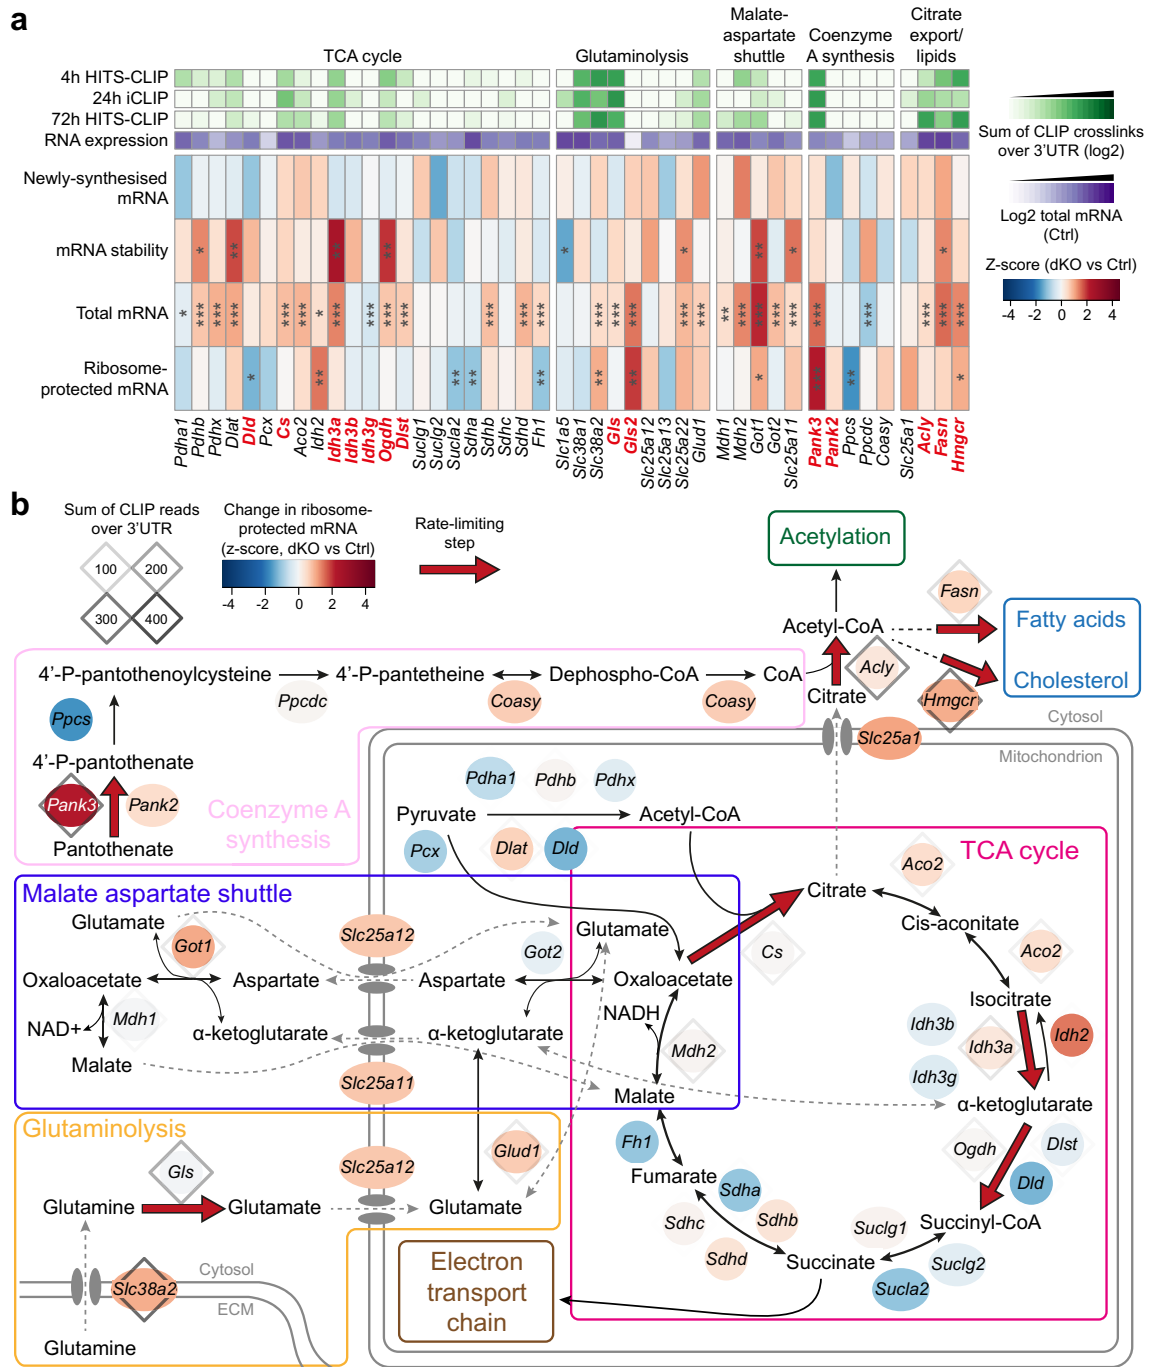 a
TCA cycle
Glutaminolysis
Malate-
aspartate
shuttle
Coenzyme
A synthesis
Citrate
export/
lipids
4h HITS-CLIP
24h iCLIP
72h HITS-CLIP
RNA expression
Newly-synthesised
mRNA
mRNA stability
* ** ** ** * * ** * *
Total mRNA
* *** *** *** *** *** * *** *** *** *** *** *** *** *** *** *** *** *** ** *** *** *** *** *** *** *** *** ***
Ribosome-
protected mRNA
* ** ** ** ** ** ** * *** ** *
Pdha1
Pdhb
Pdhx
Dlat
Dld
Pcx
Cs
Aco2
Idh2
Idh3a
Idh3b
Idh3g
Ogdh
Dlst
Suclg1
Suclg2
Sucla2
Sdha
Sdhb
Sdhc
Sdhd
Fh1
Slc1a5
Slc38a1
Slc38a2
Gls
Gls2
Slc25a12
Slc25a13
Slc25a22
Glud1
Mdh1
Mdh2
Got1
Got2
Slc25a11
Pank3
Pank2
Ppcs
Ppcdc
Coasy
Slc25a1
Acly
Fasn
Hmgcr
Sum of CLIP crosslinks
over 3'UTR (log2)
Log2 total mRNA
(Ctrl)
Z-score (dKO vs Ctrl)
-4 -2 0 2 4
b
Sum of CLIP reads
over 3'UTR
100 200
300 400
Change in ribosome-
protected mRNA
(z-score, dKO vs Ctrl)
-4 -2 0 2 4
Rate-limiting
step
Acetylation
Fasn
Acetyl-CoA
Fatty acids
Cholesterol
Acly
Hmgcr
4'-P-pantothenoylcysteine
4'-P-pantetheine
Dephospho-CoA
CoA
Citrate
Ppcdc
Coasy
Coasy
Ppcs
Slc25a1
Cytosol
Mitochondrion
4'-P-pantothenate
Pank3
Pank2
Pantothenate
Coenzyme A
synthesis
Pdha1
Pdhb
Pdhx
Pyruvate
Acetyl-CoA
Pcx
Dlat
Dld
TCA cycle
Malate aspartate shuttle
Glutamate
Got1
Oxaloacetate
Aspartate
Mdh1
NAD+
α-ketoglutarate
Malate
Slc25a12
Slc25a11
Glutamate
Got2
Aspartate
Oxaloacetate
NADH
α-ketoglutarate
Mdh2
Malate
Cs
Citrate
Aco2
Cis-aconitate
Aco2
Isocitrate
Idh3b
Idh3a
Idh2
Idh3g
α-ketoglutarate
Ogdh
Dlst
Dld
Succinyl-CoA
Suclg1
Suclg2
Sucla2
Succinate
Sdha
Sdhb
Sdhc
Sdhd
Fumarate
Fh1
Glutaminolysis
Gls
Glutamine
Glutamate
Slc25a12
Glud1
Glutamate
Slc38a2
Cytosol
ECM
Glutamine
Electron
transport
chain